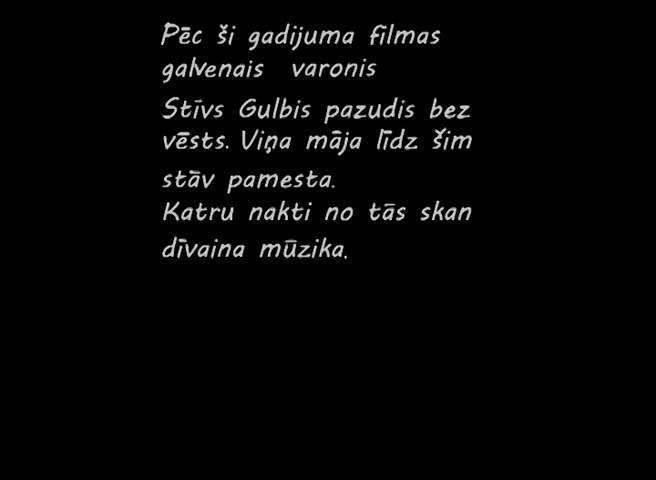 Pēc ši gadijuma filmas
galvenais varonis
Stīvs Gulbis pazudis bez
vēsts. Viņa māja līdz šim
stāv pamesta.
Katru nakti no tās skan
dīvaina mūzika.